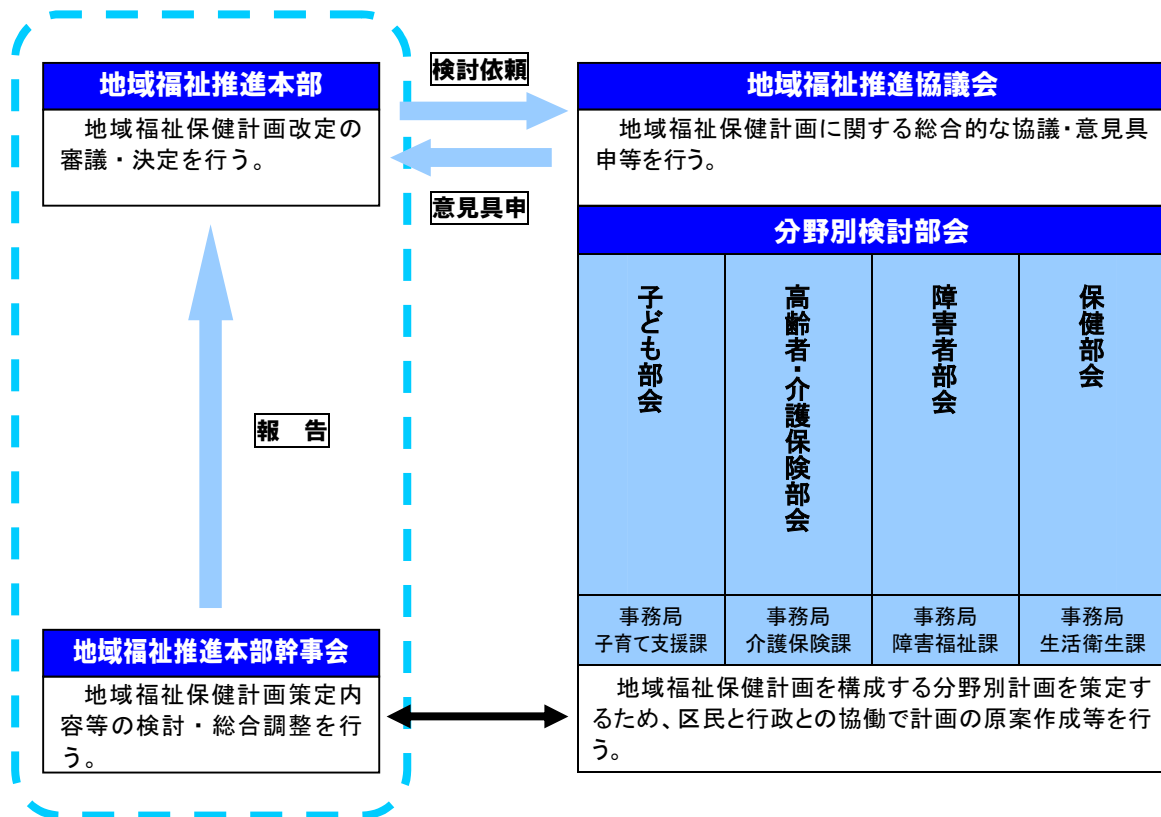 地域福祉推進本部
地域福祉保健計画改定の
審議・決定を行う。
検討依頼
意見具申
報　告
地域福祉推進本部幹事会
地域福祉保健計画策定内
容等の検討・総合調整を行
う。
地域福祉推進協議会
地域福祉保健計画に関する総合的な協議・意見具
申等を行う。
分野別検討部会
子ども部会
高齢者・介護保険部会
障害者部会
保健部会
事務局
子育て支援課
事務局
介護保険課
事務局
障害福祉課
事務局
生活衛生課
地域福祉保健計画を構成する分野別計画を策定す
るため、区民と行政との協働で計画の原案作成等を行
う。